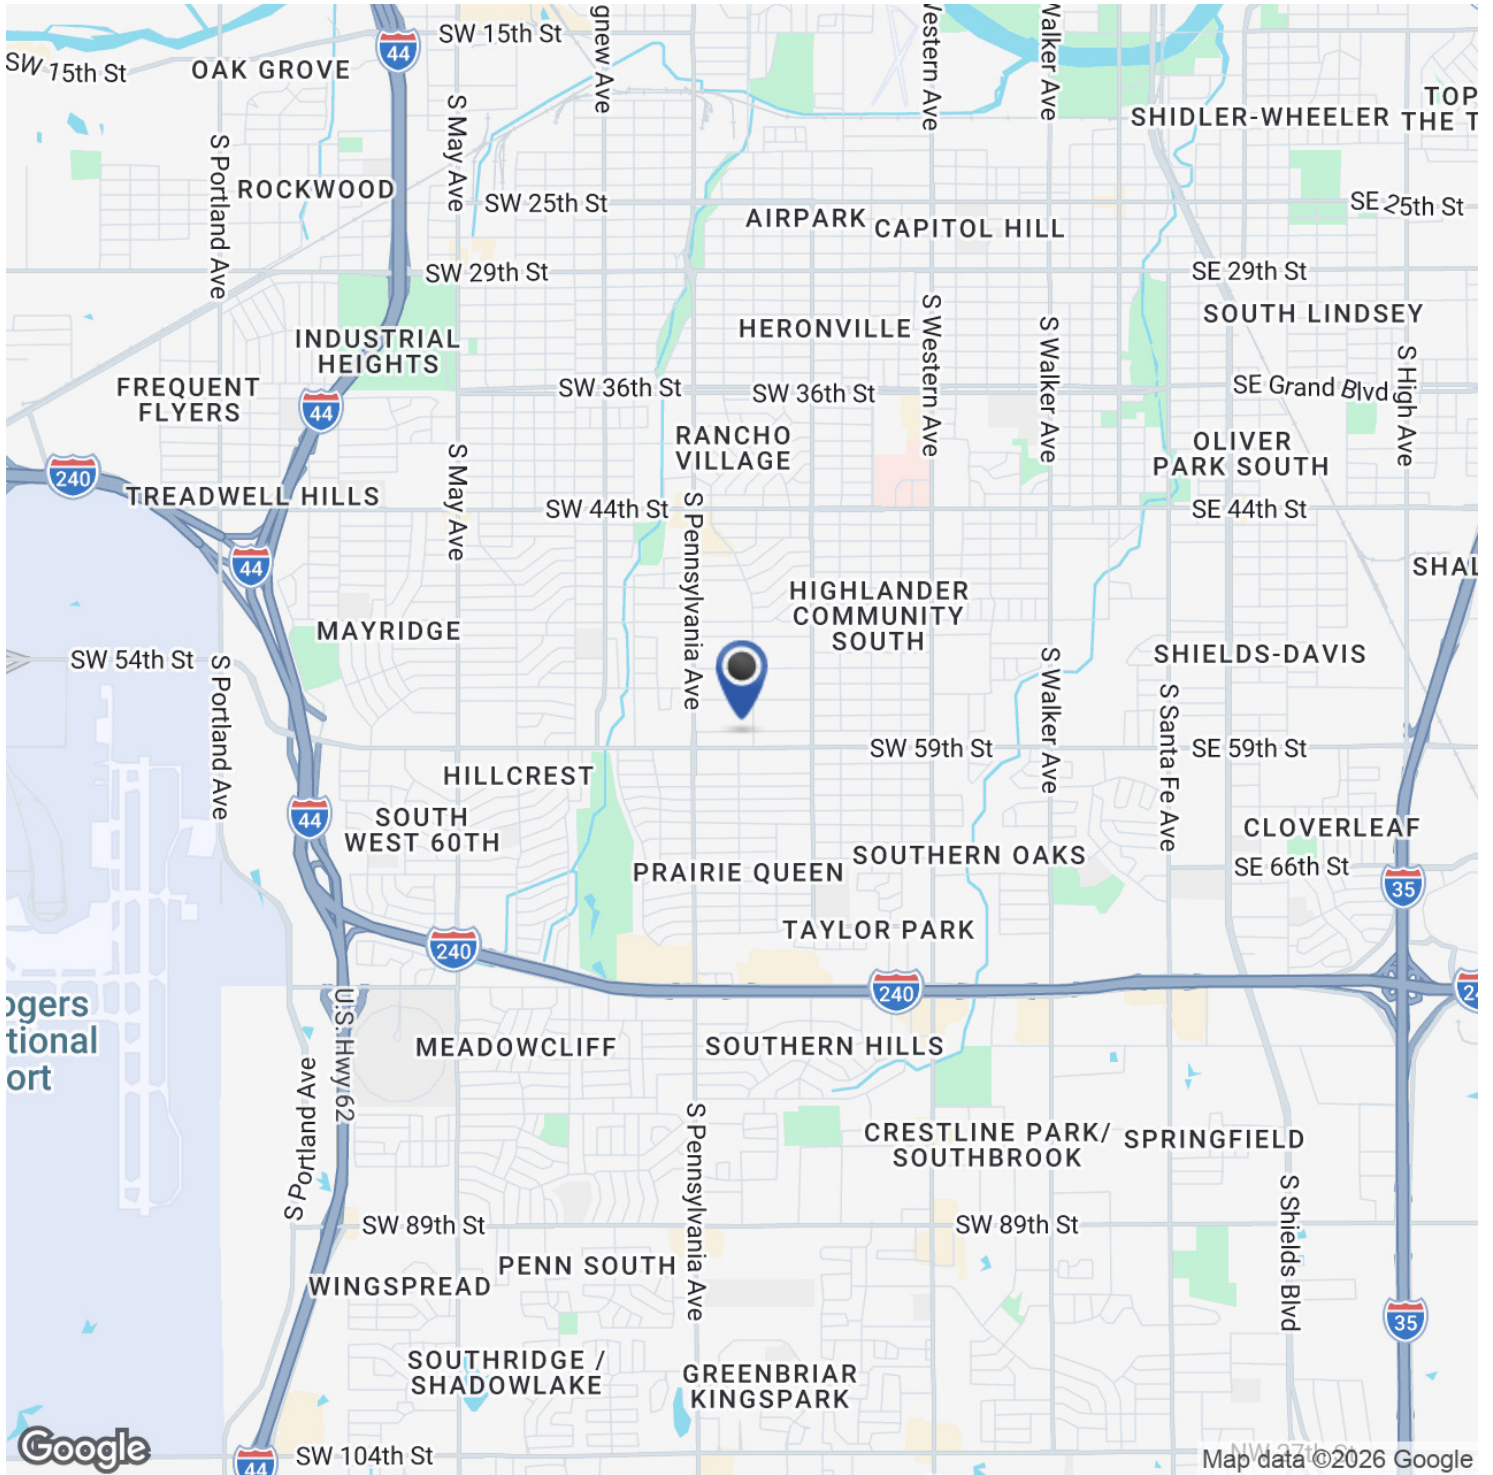 SW 15th St
gnew Ave
Western Ave
Walker Ave
44
SW 15th St
OAK GROVE
S May Ave
TOP
SHIDLER-WHEELER
THE T
S Portland Ave
ROCKWOOD
SW 25th St
SE 25th St
AIRPARK
CAPITOL HILL
SW 29th St
SE 29th St
SOUTH LINDSEY
INDUSTRIAL
HEIGHTS
HERONVILLE
S Western Ave
S Walker Ave
S High Ave
FREQUENT
FLYERS
44
SW 36th St
SW 36th St
SE Grand Blvd
RANCHO
VILLAGE
OLIVER
PARK SOUTH
240
TREADWELL HILLS
S May Ave
SW 44th St
S Pennsylvania Ave
SE 44th St
44
SHAL
HIGHLANDER
COMMUNITY
SOUTH
MAYRIDGE
SW 54th St
S Portland Ave
S Walker Ave
SHIELDS-DAVIS
S Santa Fe Ave
SW 59th St
SE 59th St
HILLCREST
44
SOUTH
WEST 60TH
CLOVERLEAF
PRAIRIE QUEEN
SOUTHERN OAKS
SE 66th St
35
TAYLOR PARK
240
240
24
ogers
tional
ort
U.S. Hwy 62
MEADOWCLIFF
SOUTHERN HILLS
S Portland Ave
S Pennsylvania Ave
CRESTLINE PARK/
SOUTHBROOK
SPRINGFIELD
S Shields Blvd
SW 89th St
SW 89th St
PENN SOUTH
WINGSPREAD
35
SOUTHRIDGE /
SHADOWLAKE
GREENBRIAR
KINGSPARK
Google
44
SW 104th St
NW 27th St
Map data ©2026 Google